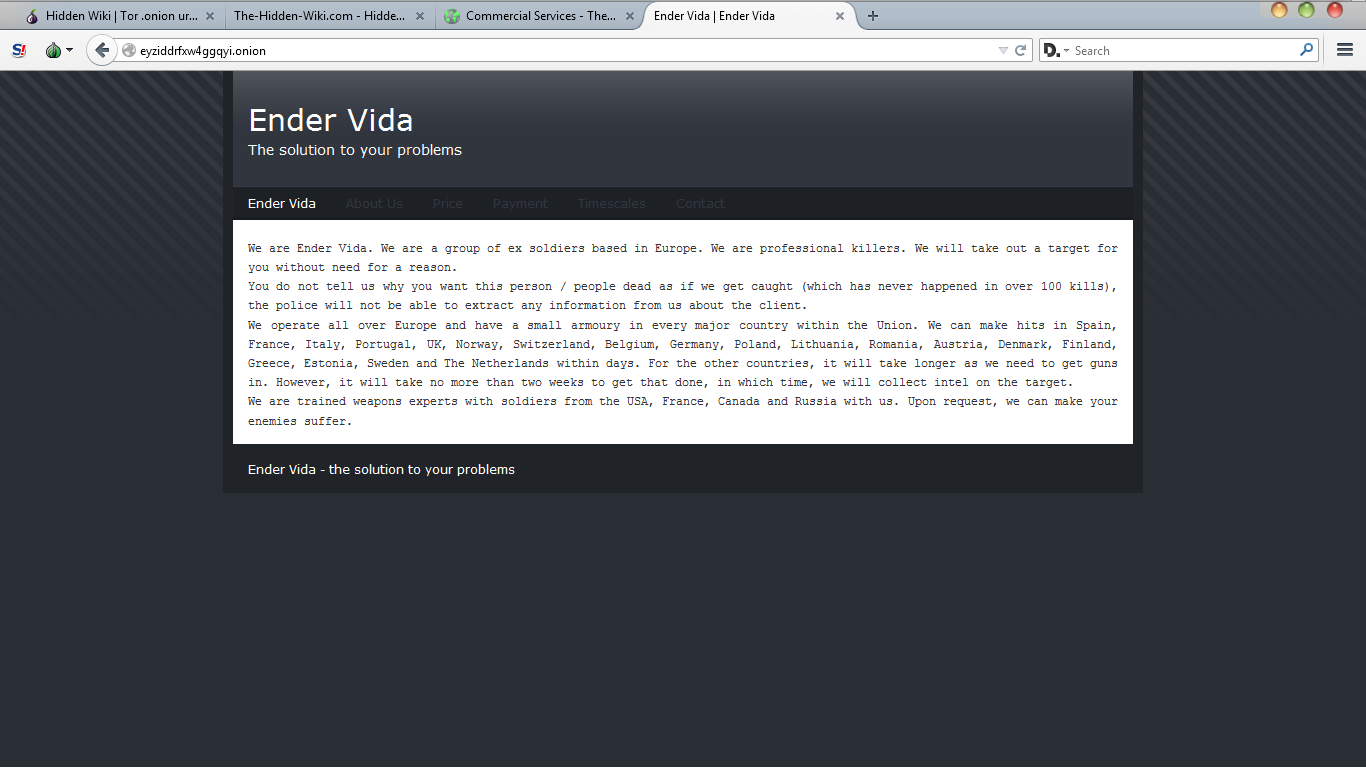 Hidden Wiki | Tor .onion ur...
The-Hidden-Wiki.com - Hidde...
Commercial Services - The...
Ender Vida | Ender Vida
S!
eyziddrfxw4ggqyi.onion
D.
Search
Ender Vida
The solution to your problems
Ender Vida
About Us
Price
Payment
Timescales
Contact
We are Ender Vida. We are a group of ex soldiers based in Europe. We are professional killers. We will take out a target for
you without need for a reason.
You do not tell us why you want this person / people dead as if we get caught (which has never happened in over 100 kills),
the police will not be able to extract any information from us about the client.
We operate all over Europe and have a small armoury in every major country within the Union. We can make hits in Spain,
France, Italy, Portugal, UK, Norway, Switzerland, Belgium, Germany, Poland, Lithuania, Romania, Austria, Denmark, Finland,
Greece, Estonia, Sweden and The Netherlands within days. For the other countries, it will take longer as we need to get guns
in. However, it will take no more than two weeks to get that done, in which time, we will collect intel on the target.
We are trained weapons experts with soldiers from the USA, France, Canada and Russia with us. Upon request, we can make your
enemies suffer.
Ender Vida - the solution to your problems